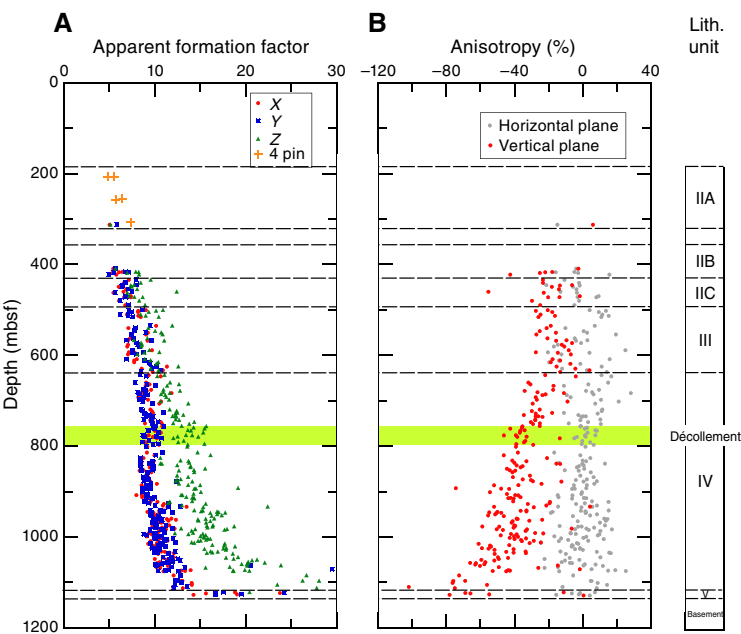 A
B
Apparent formation factor
Anisotropy (%)
Lith.
unit
0 10 20 30
−120 −80 −40 0 40
0
200
400
600
800
1000
1200
Depth (mbsf)
X
Y
Z
4 pin
Horizontal plane
Vertical plane
IIA
IIB
IIC
III
Décollement
IV
V
Basement